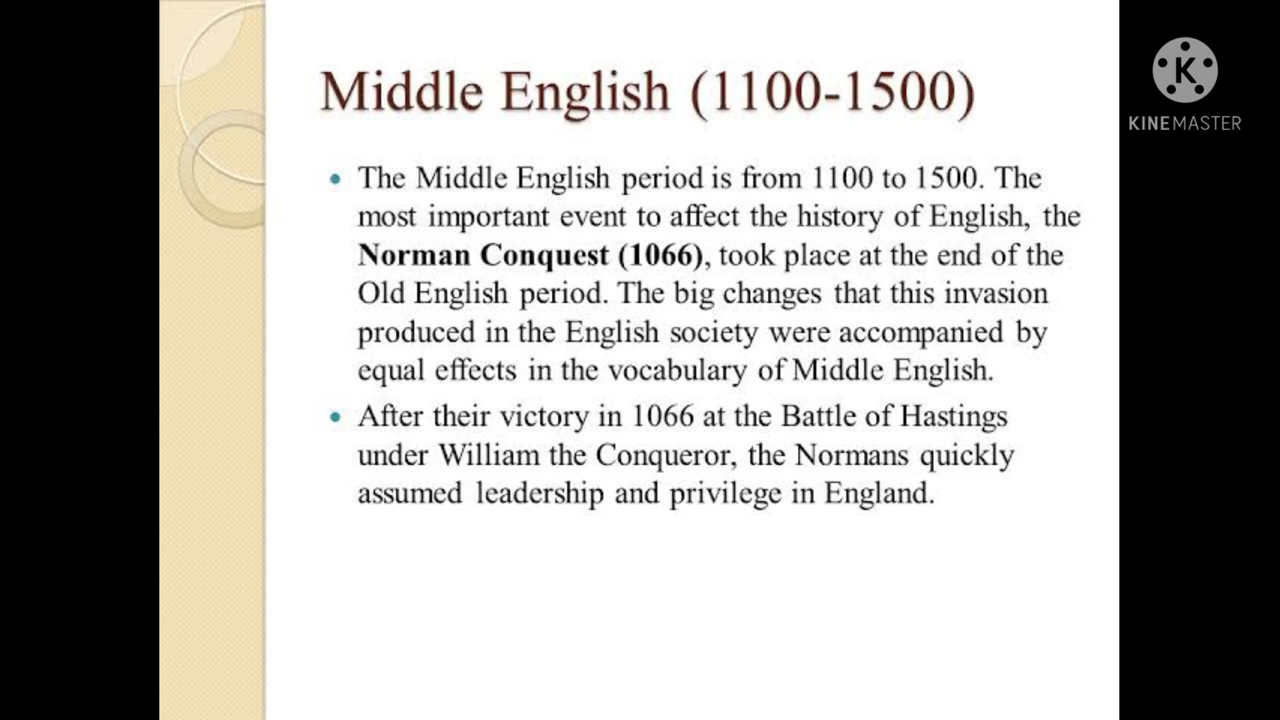 Middle English (1100-1500)
The Middle English period is from 1100 to 1500. The
most important event to affect the history of English, the
Norman Conquest (1066), took place at the end of the
Old English period. The big changes that this invasion
produced in the English society were accompanied by
equal effects in the vocabulary of Middle English.
After their victory in 1066 at the Battle of Hastings
under William the Conqueror, the Normans quickly
assumed leadership and privilege in England.
K
KINEMASTER